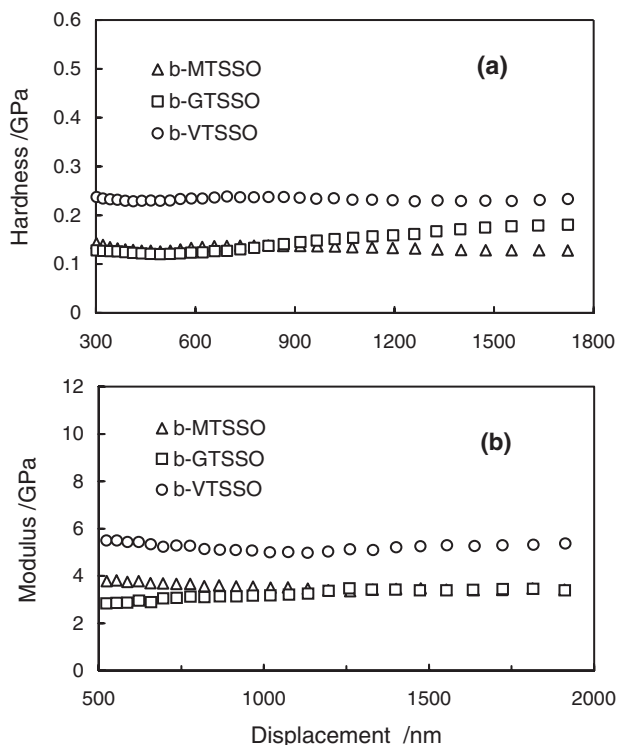 (a)
b-MTSSO
b-GTSSO
b-VTSSO
Hardness /GPa
0.6
0.5
0.4
0.3
0.2
0.1
0
300
600
900
1200
1500
1800
(b)
b-MTSSO
b-GTSSO
b-VTSSO
Modulus /GPa
12
10
8
6
4
2
0
500
1000
1500
2000
Displacement /nm